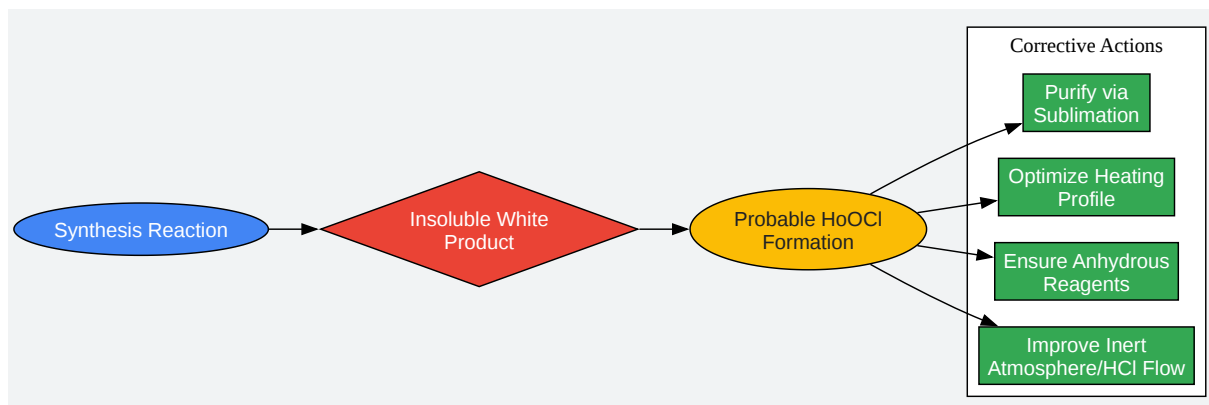 Corrective Actions
Purify via
Sublimation
Optimize Heating
Profile
Synthesis Reaction
Insoluble White
Product
Probable HoOCl
Formation
Ensure Anhydrous
Reagents
Improve Inert
Atmosphere/HCl Flow